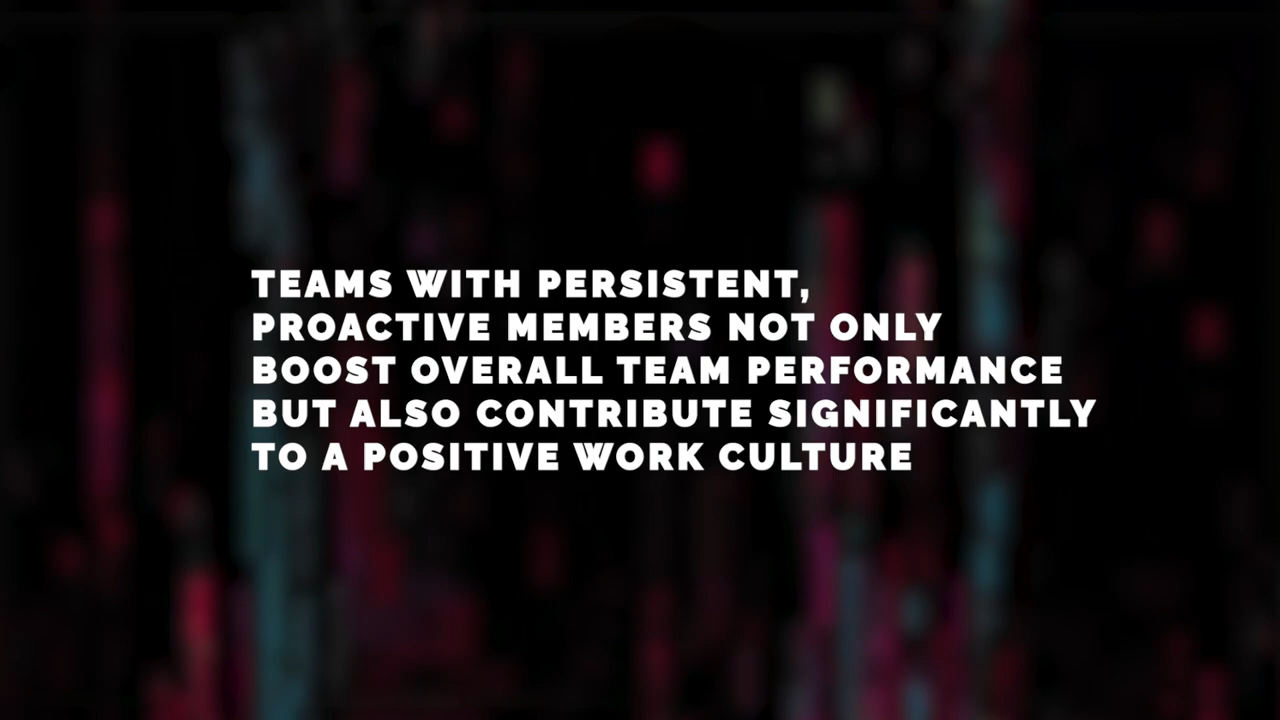 TEAMS WITH PERSISTENT,
PROACTIVE MEMBERS NOT ONLY
BOOST OVERALL TEAM PERFORMANCE
BUT ALSO CONTRIBUTE SIGNIFICANTLY
TO A POSITIVE WORK CULTURE